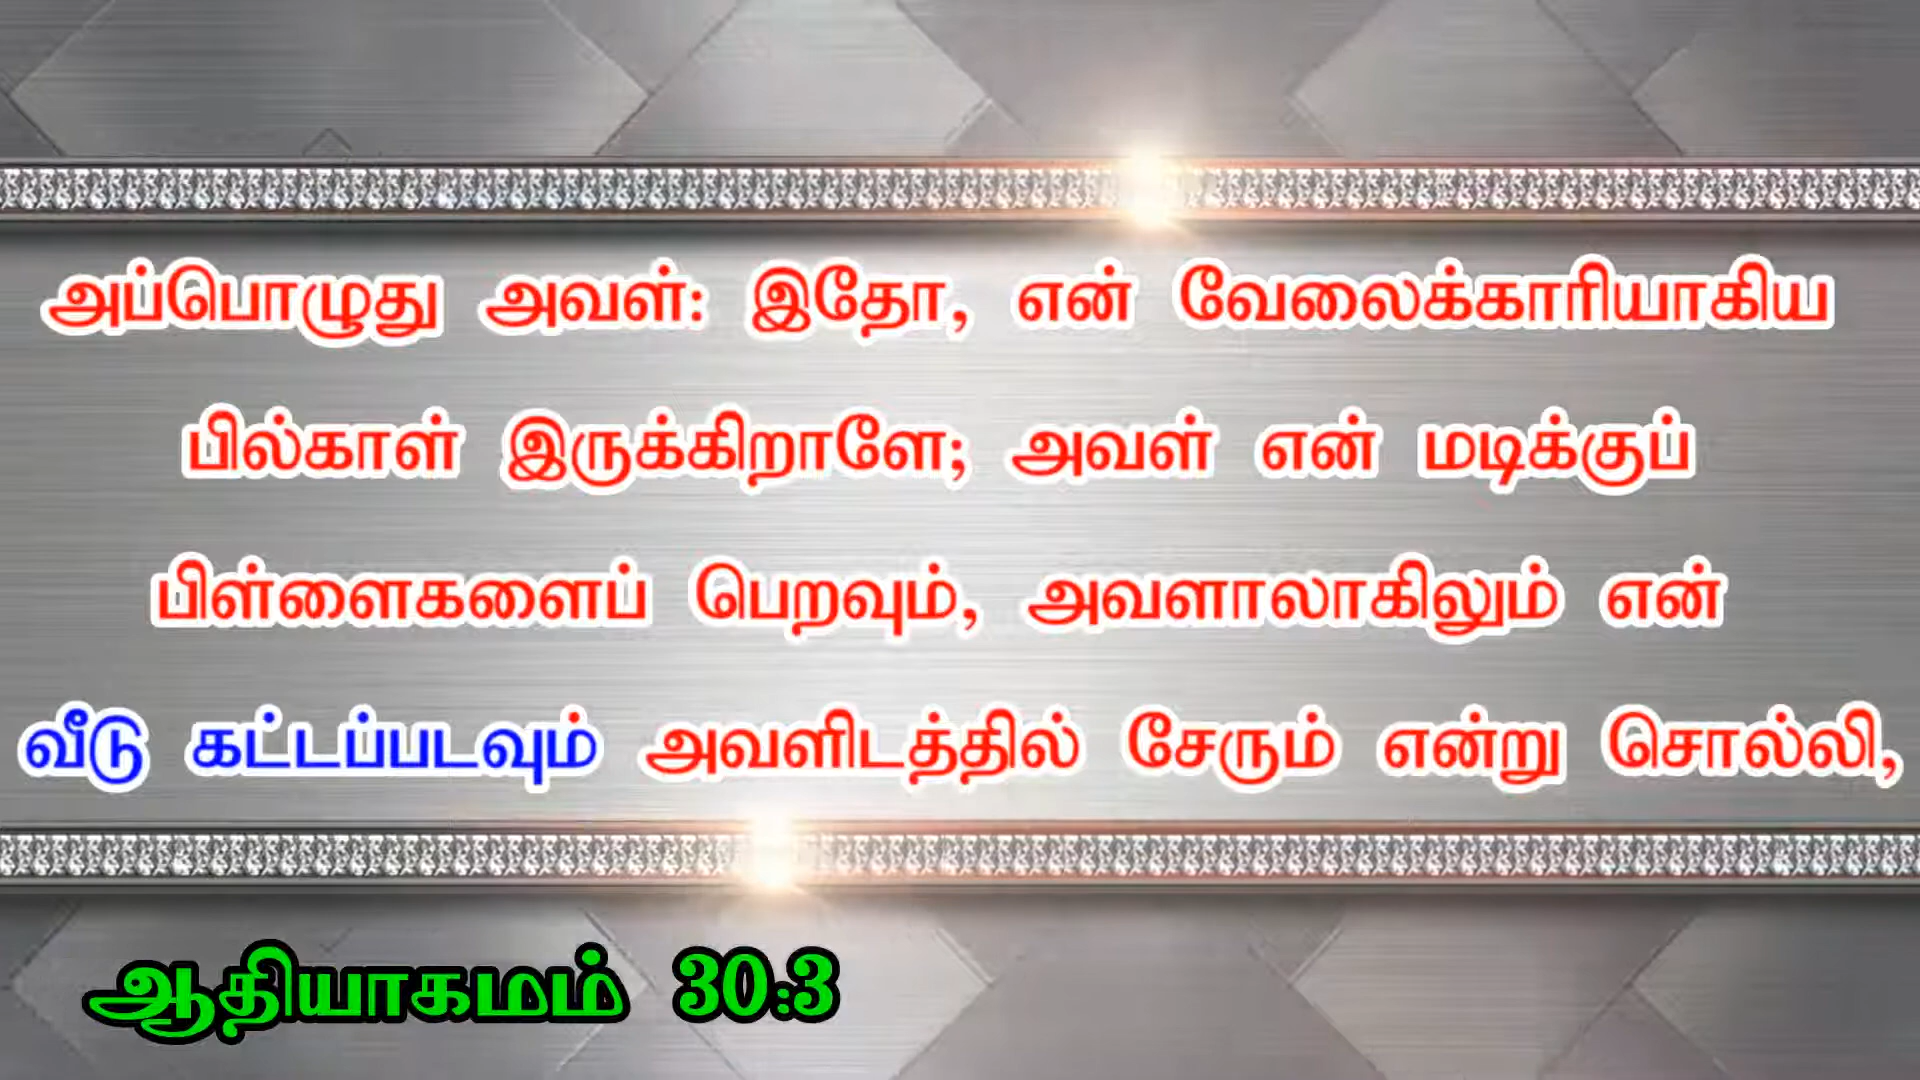 அப்பொழுது அவள்: இதோ, என் வேலைக்காரியாகிய
பில்காள் இருக்கிறாளே; அவள் என் மடிக்குப்
பிள்ளைகளைப் பெறவும், அவளாலாகிலும் என்
வீடு கட்டப்படவும் அவளிடத்தில் சேரும் என்று சொல்லி,
ஆதியாகமம் 30:3